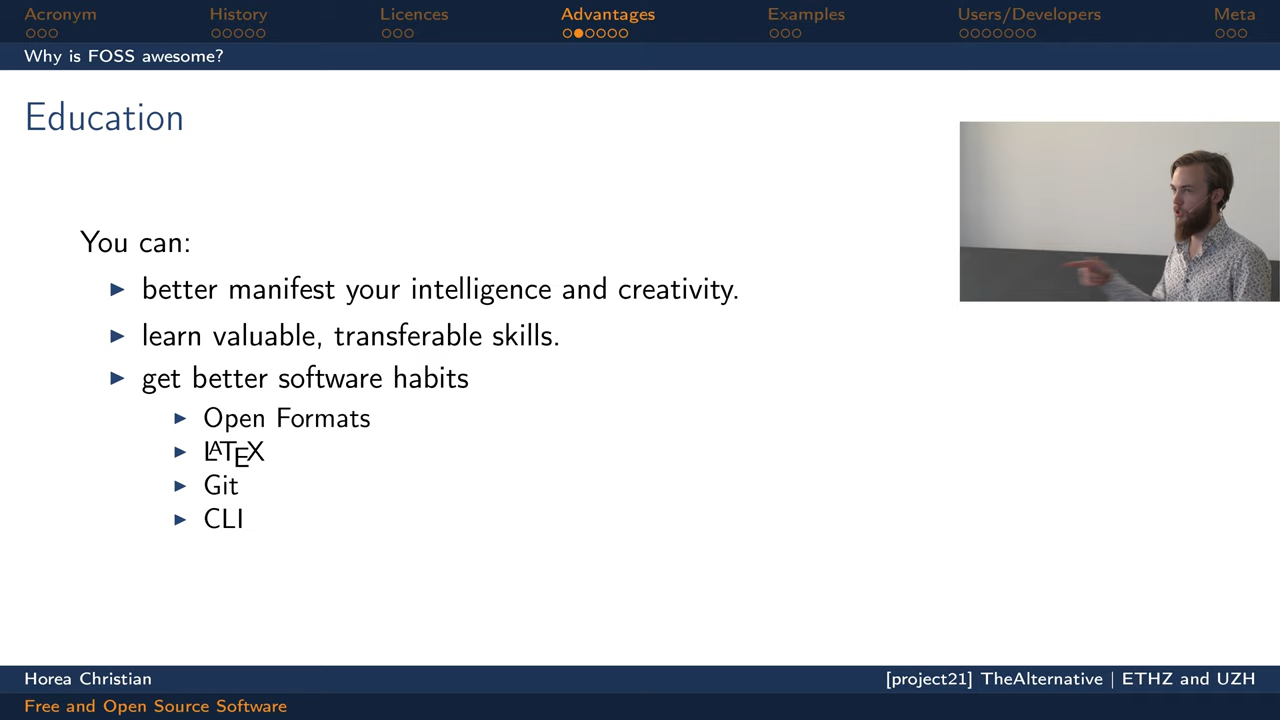 Acronym History Licences Advantages Examples Users/Developers Meta
Why is FOSS awesome?
Education
You can:
better manifest your intelligence and creativity.
learn valuable, transferable skills.
get better software habits
Open Formats
LATEX
Git
CLI
Horea Christian [project21] TheAlternative | ETHZ and UZH
Free and Open Source Software